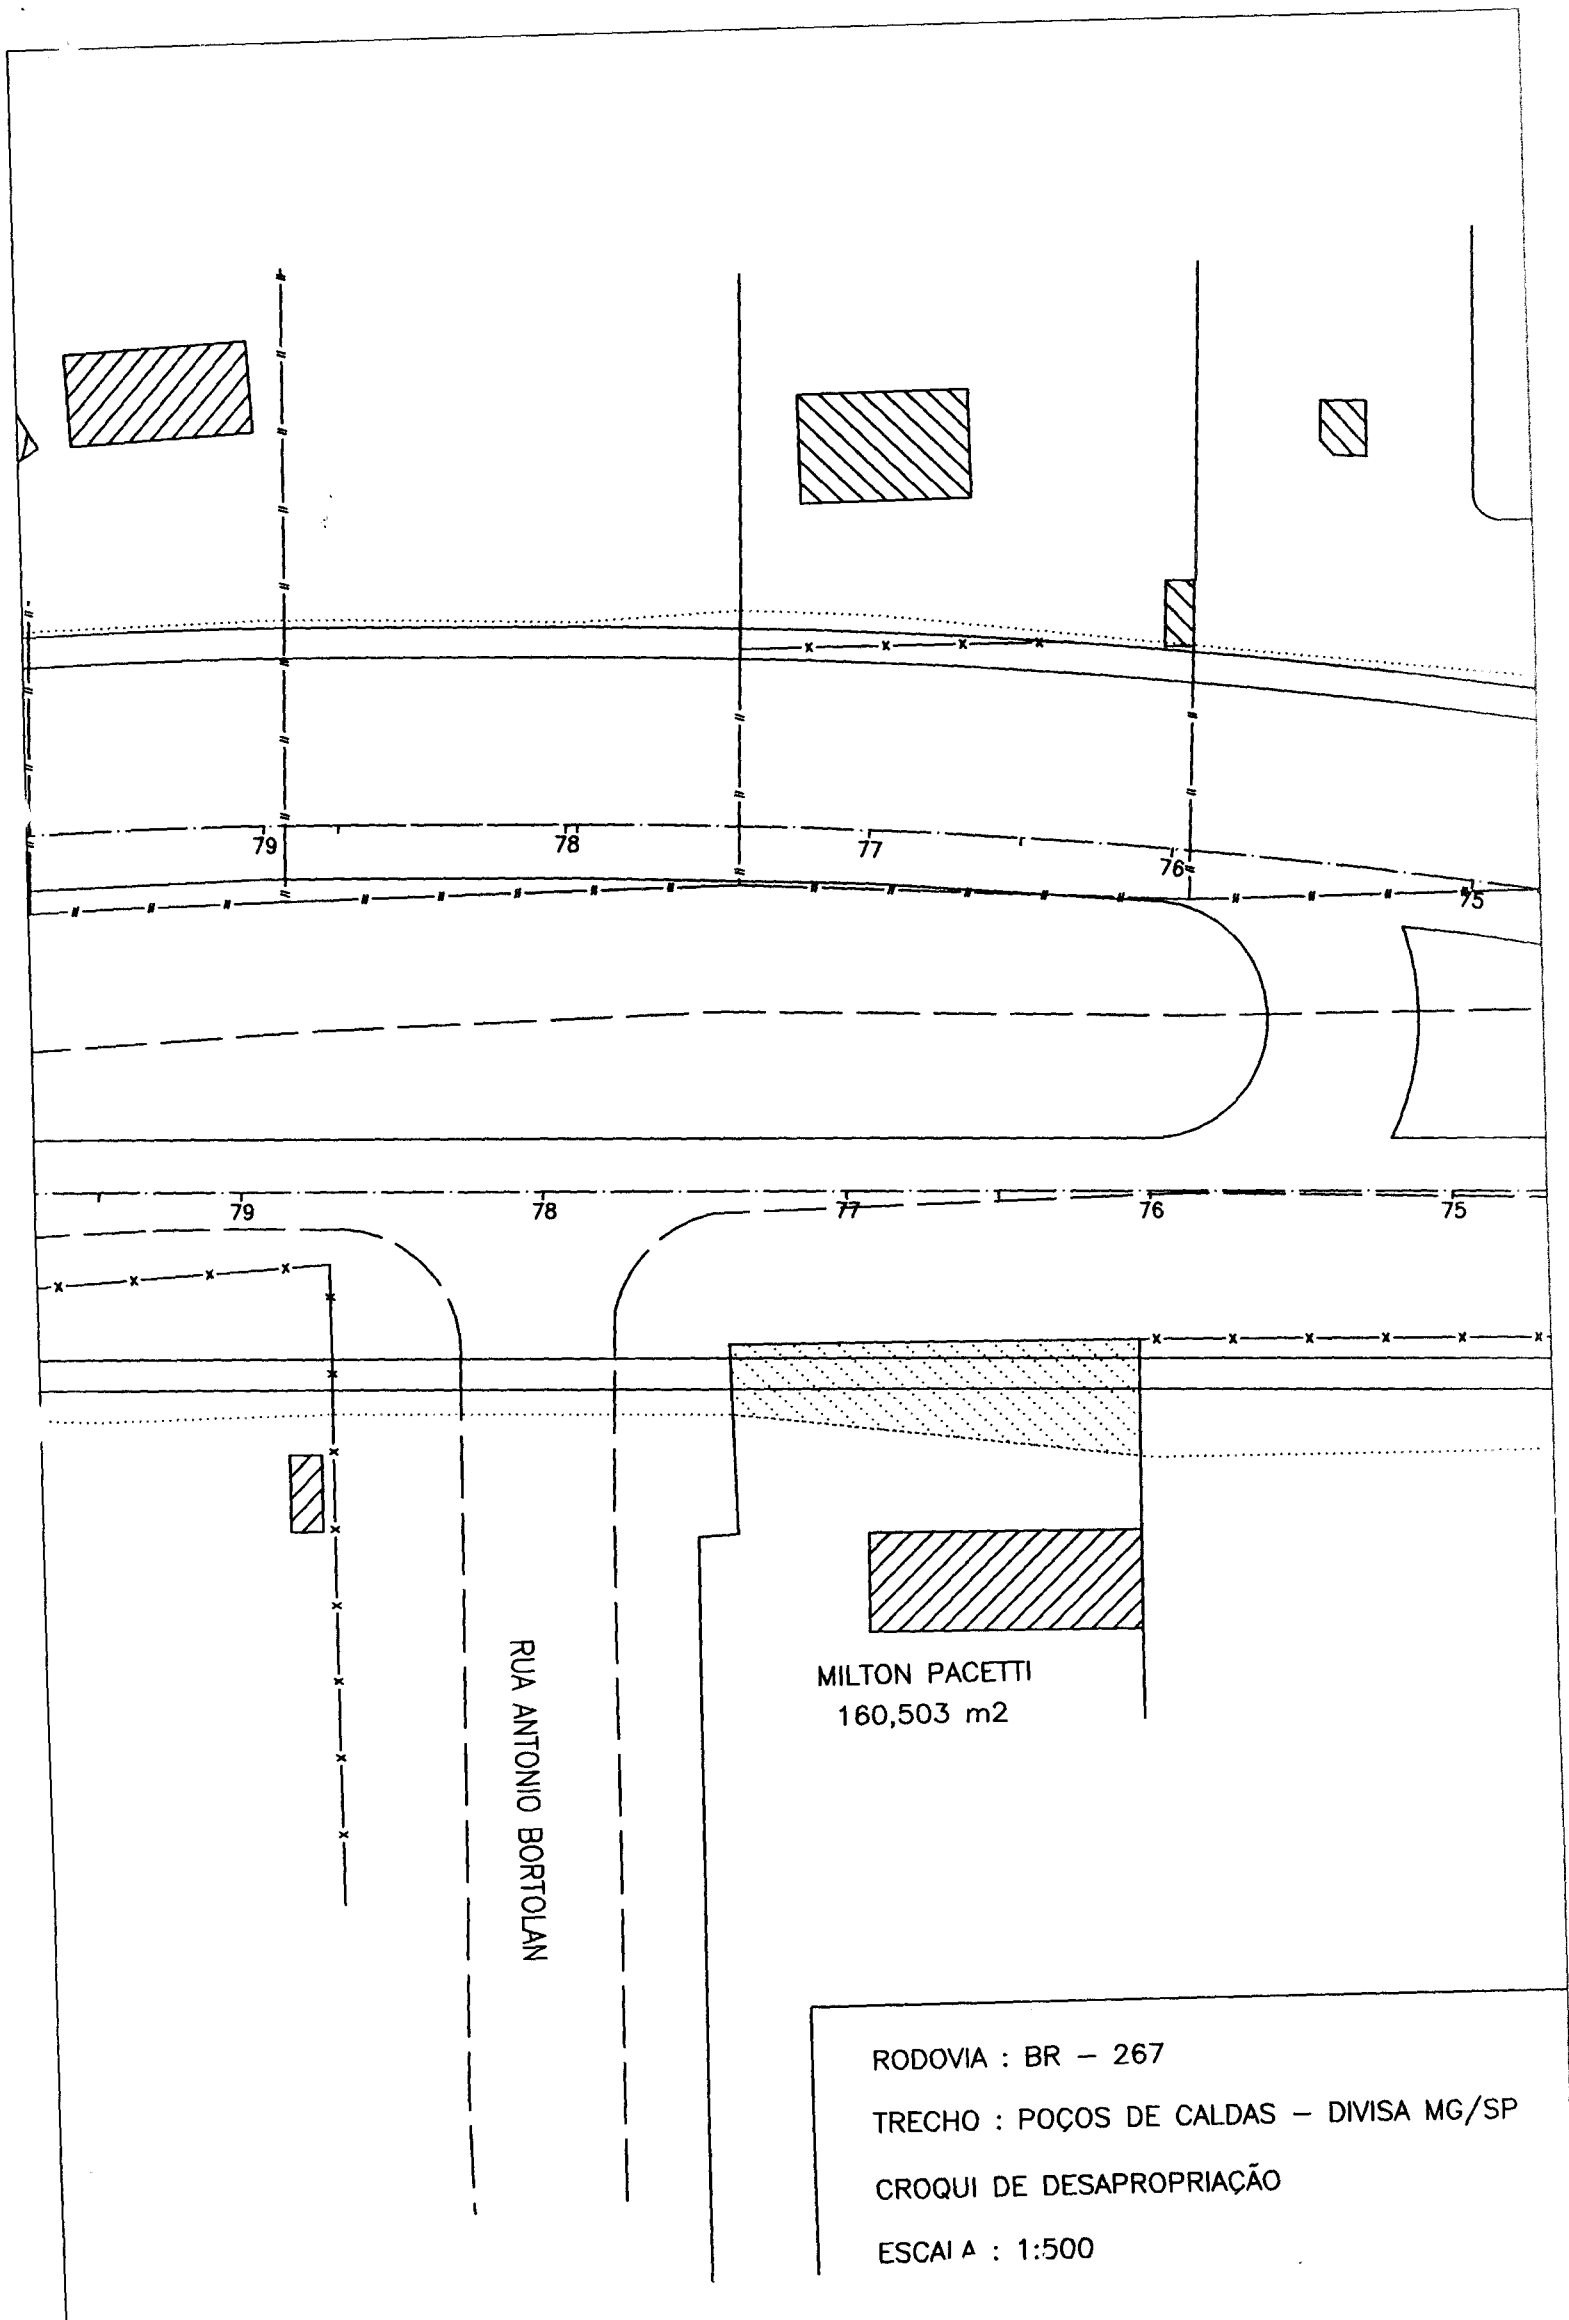 79
78
77
76
75
79
78
77
76
75
RUA ANTONIO BORTOLAN
MILTON PACETTI
160,503 m2
RODOVIA : BR – 267
TRECHO : POÇOS DE CALDAS – DIVISA MG/SP
CROQUI DE DESAPROPRIAÇÃO
ESCALA : 1:500